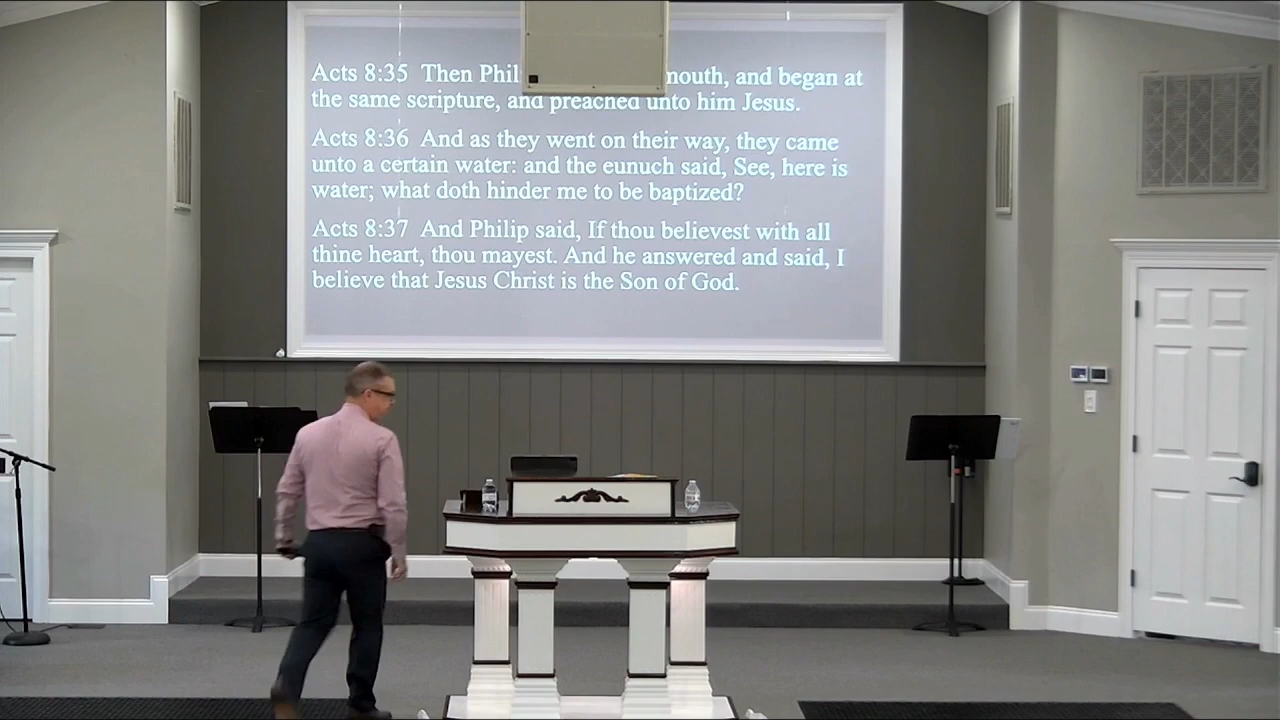 Acts 8:35 Then Phil mouth, and began at
the same scripture, and preached unto him Jesus.
Acts 8:36 And as they went on their way, they came
unto a certain water: and the eunuch said, See, here is
water; what doth hinder me to be baptized?
Acts 8:37 And Philip said, If thou believest with all
thine heart, thou mayest. And he answered and said, I
believe that Jesus Christ is the Son of God.